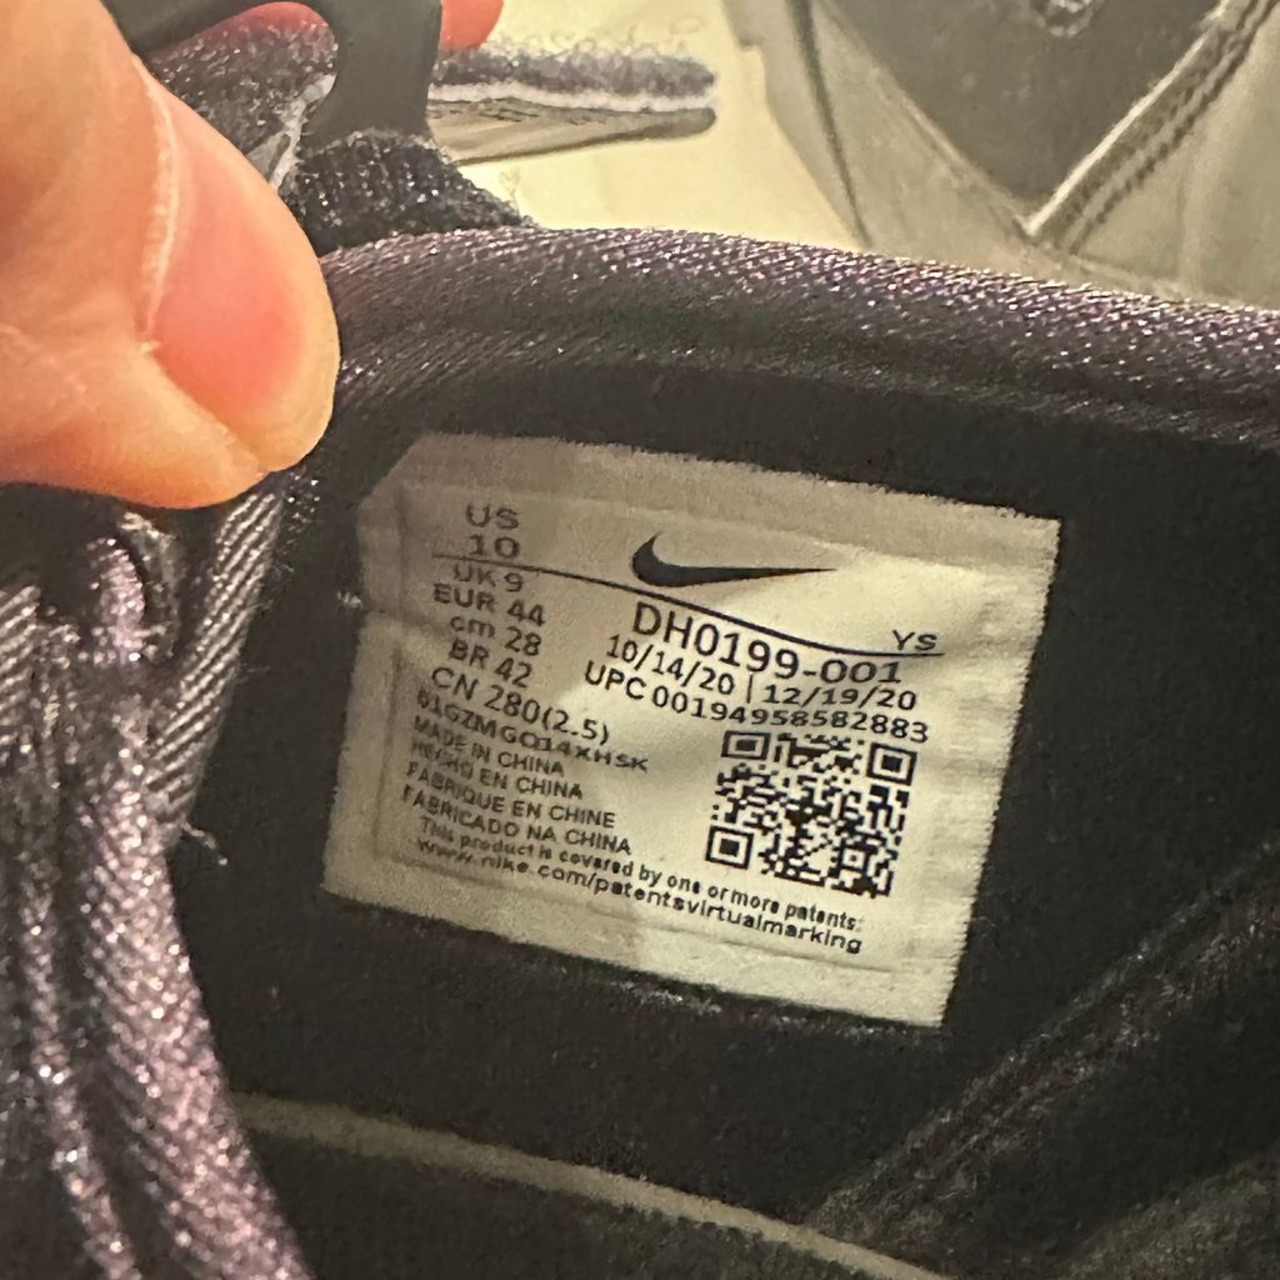 US
10
UK 9
EUR 44
cm 28
BR 42
CN 280(2.5)
YS
DH0199-001
10/14/20 | 12/19/20
UPC 00194958582883
MADE IN CHINA
HECHO EN CHINA
FABRIQUE EN CHINE
FABRICADO NA CHINA
This product is covered by one or more patents:
www.nike.com/patentsvirtualmarking